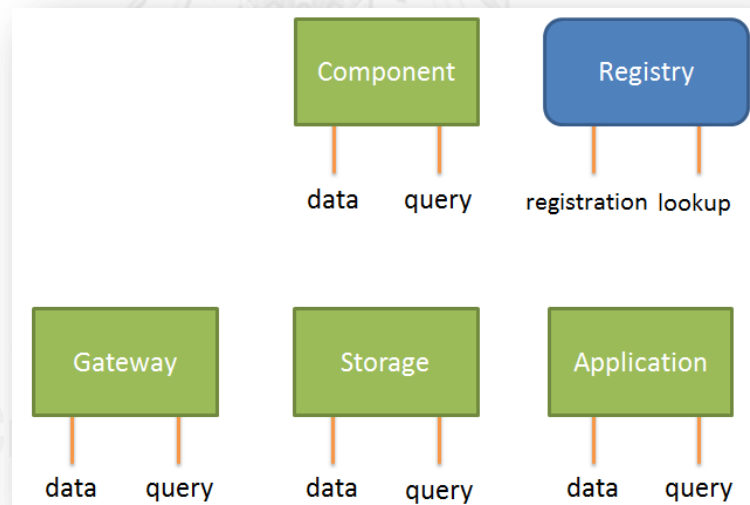 Component
Registry
data query
registration lookup
Gateway
Storage
Application
data query
data query
data query